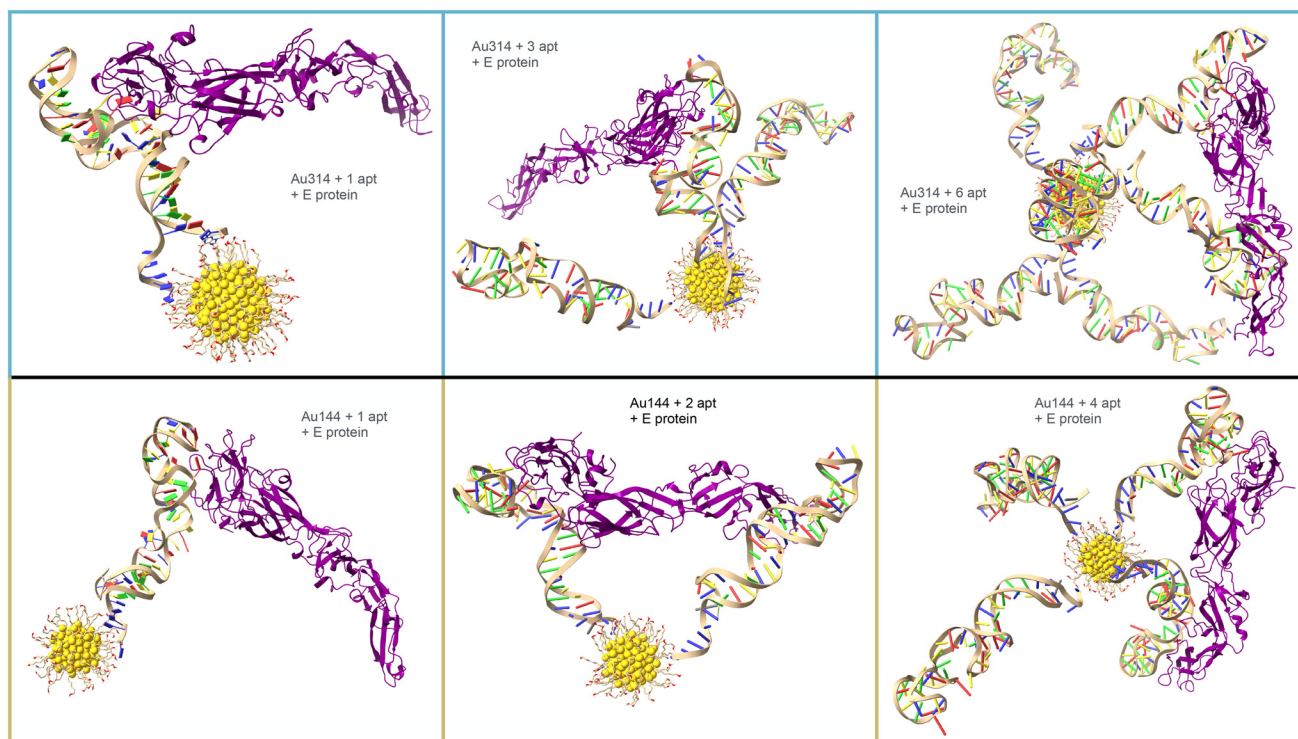 Au314 + 1 apt
+ E protein
Au314 + 3 apt
+ E protein
Au314 + 6 apt
+ E protein
Au144 + 1 apt
+ E protein
Au144 + 2 apt
+ E protein
Au144 + 4 apt
+ E protein